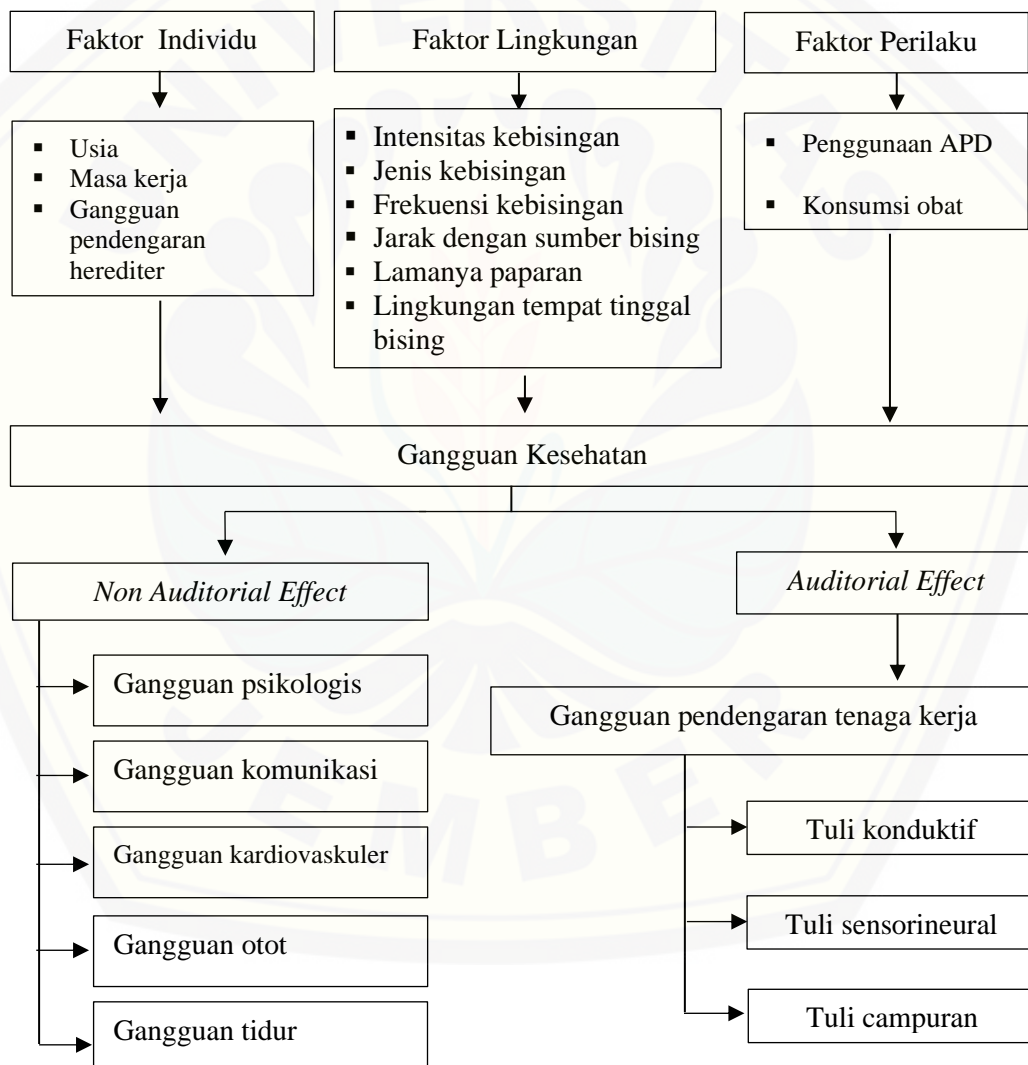 Faktor Individu
Faktor Lingkungan
Faktor Perilaku
▪ Usia
▪ Masa kerja
▪ Gangguan
pendengaran
herediter
▪ Intensitas kebisingan
▪ Jenis kebisingan
▪ Frekuensi kebisingan
▪ Jarak dengan sumber bising
▪ Lamanya paparan
▪ Lingkungan tempat tinggal
bising
▪ Penggunaan APD
▪ Konsumsi obat
Gangguan Kesehatan
Non Auditorial Effect
Gangguan psikologis
Gangguan komunikasi
Gangguan kardiovaskuler
Gangguan otot
Gangguan tidur
Auditorial Effect
Gangguan pendengaran tenaga kerja
Tuli konduktif
Tuli sensorineural
Tuli campuran
UNIVERSITAS
JEMBER